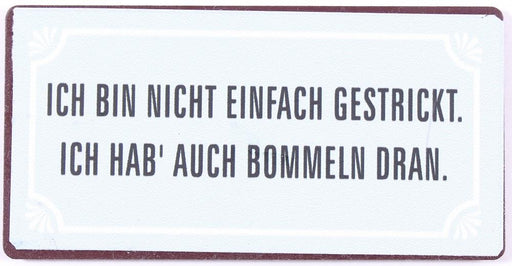 ICH BIN NICHT EINFACH GESTRICKT.
ICH HAB' AUCH BOMMELN DRAN.